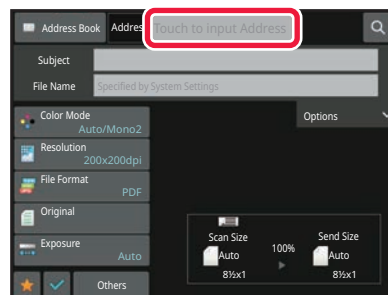 Address Book Addres Touch to input Address
Subject
File Name Specified by System Settings
Color Mode
Auto/Mono2
Options
Resolution
200x200dpi
File Format
PDF
Original
Scan Size
Auto
8½x1
100%
Send Size
Auto
8½x1
Exposure
Auto
Others